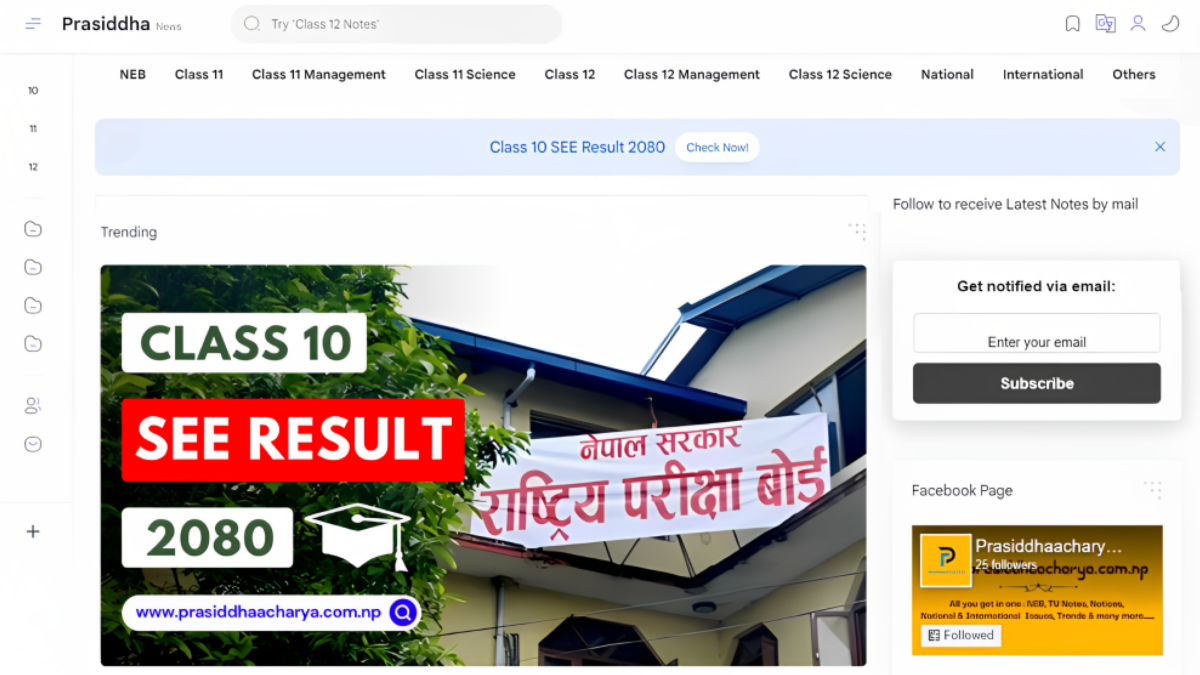 Prasiddha News
Try 'Class 12 Notes'
NEB Class 11 Class 11 Management Class 11 Science Class 12 Class 12 Management Class 12 Science National International Others
10
11
12
Class 10 SEE Result 2080 Check Now!
Trending
CLASS 10
SEE RESULT
2080
www.prasiddhaacharya.com.np
नेपाल सरकार
राष्ट्रिय परीक्षा बोर्ड
Follow to receive Latest Notes by mail
Get notified via email:
Enter your email
Subscribe
Facebook Page
P
Prasiddhaachary...
25 followers
prasiddhaacharya.com.np
All you get in one : NEB, TU Notes, Notices,
National & International Issues, Trends & many more.....
Followed